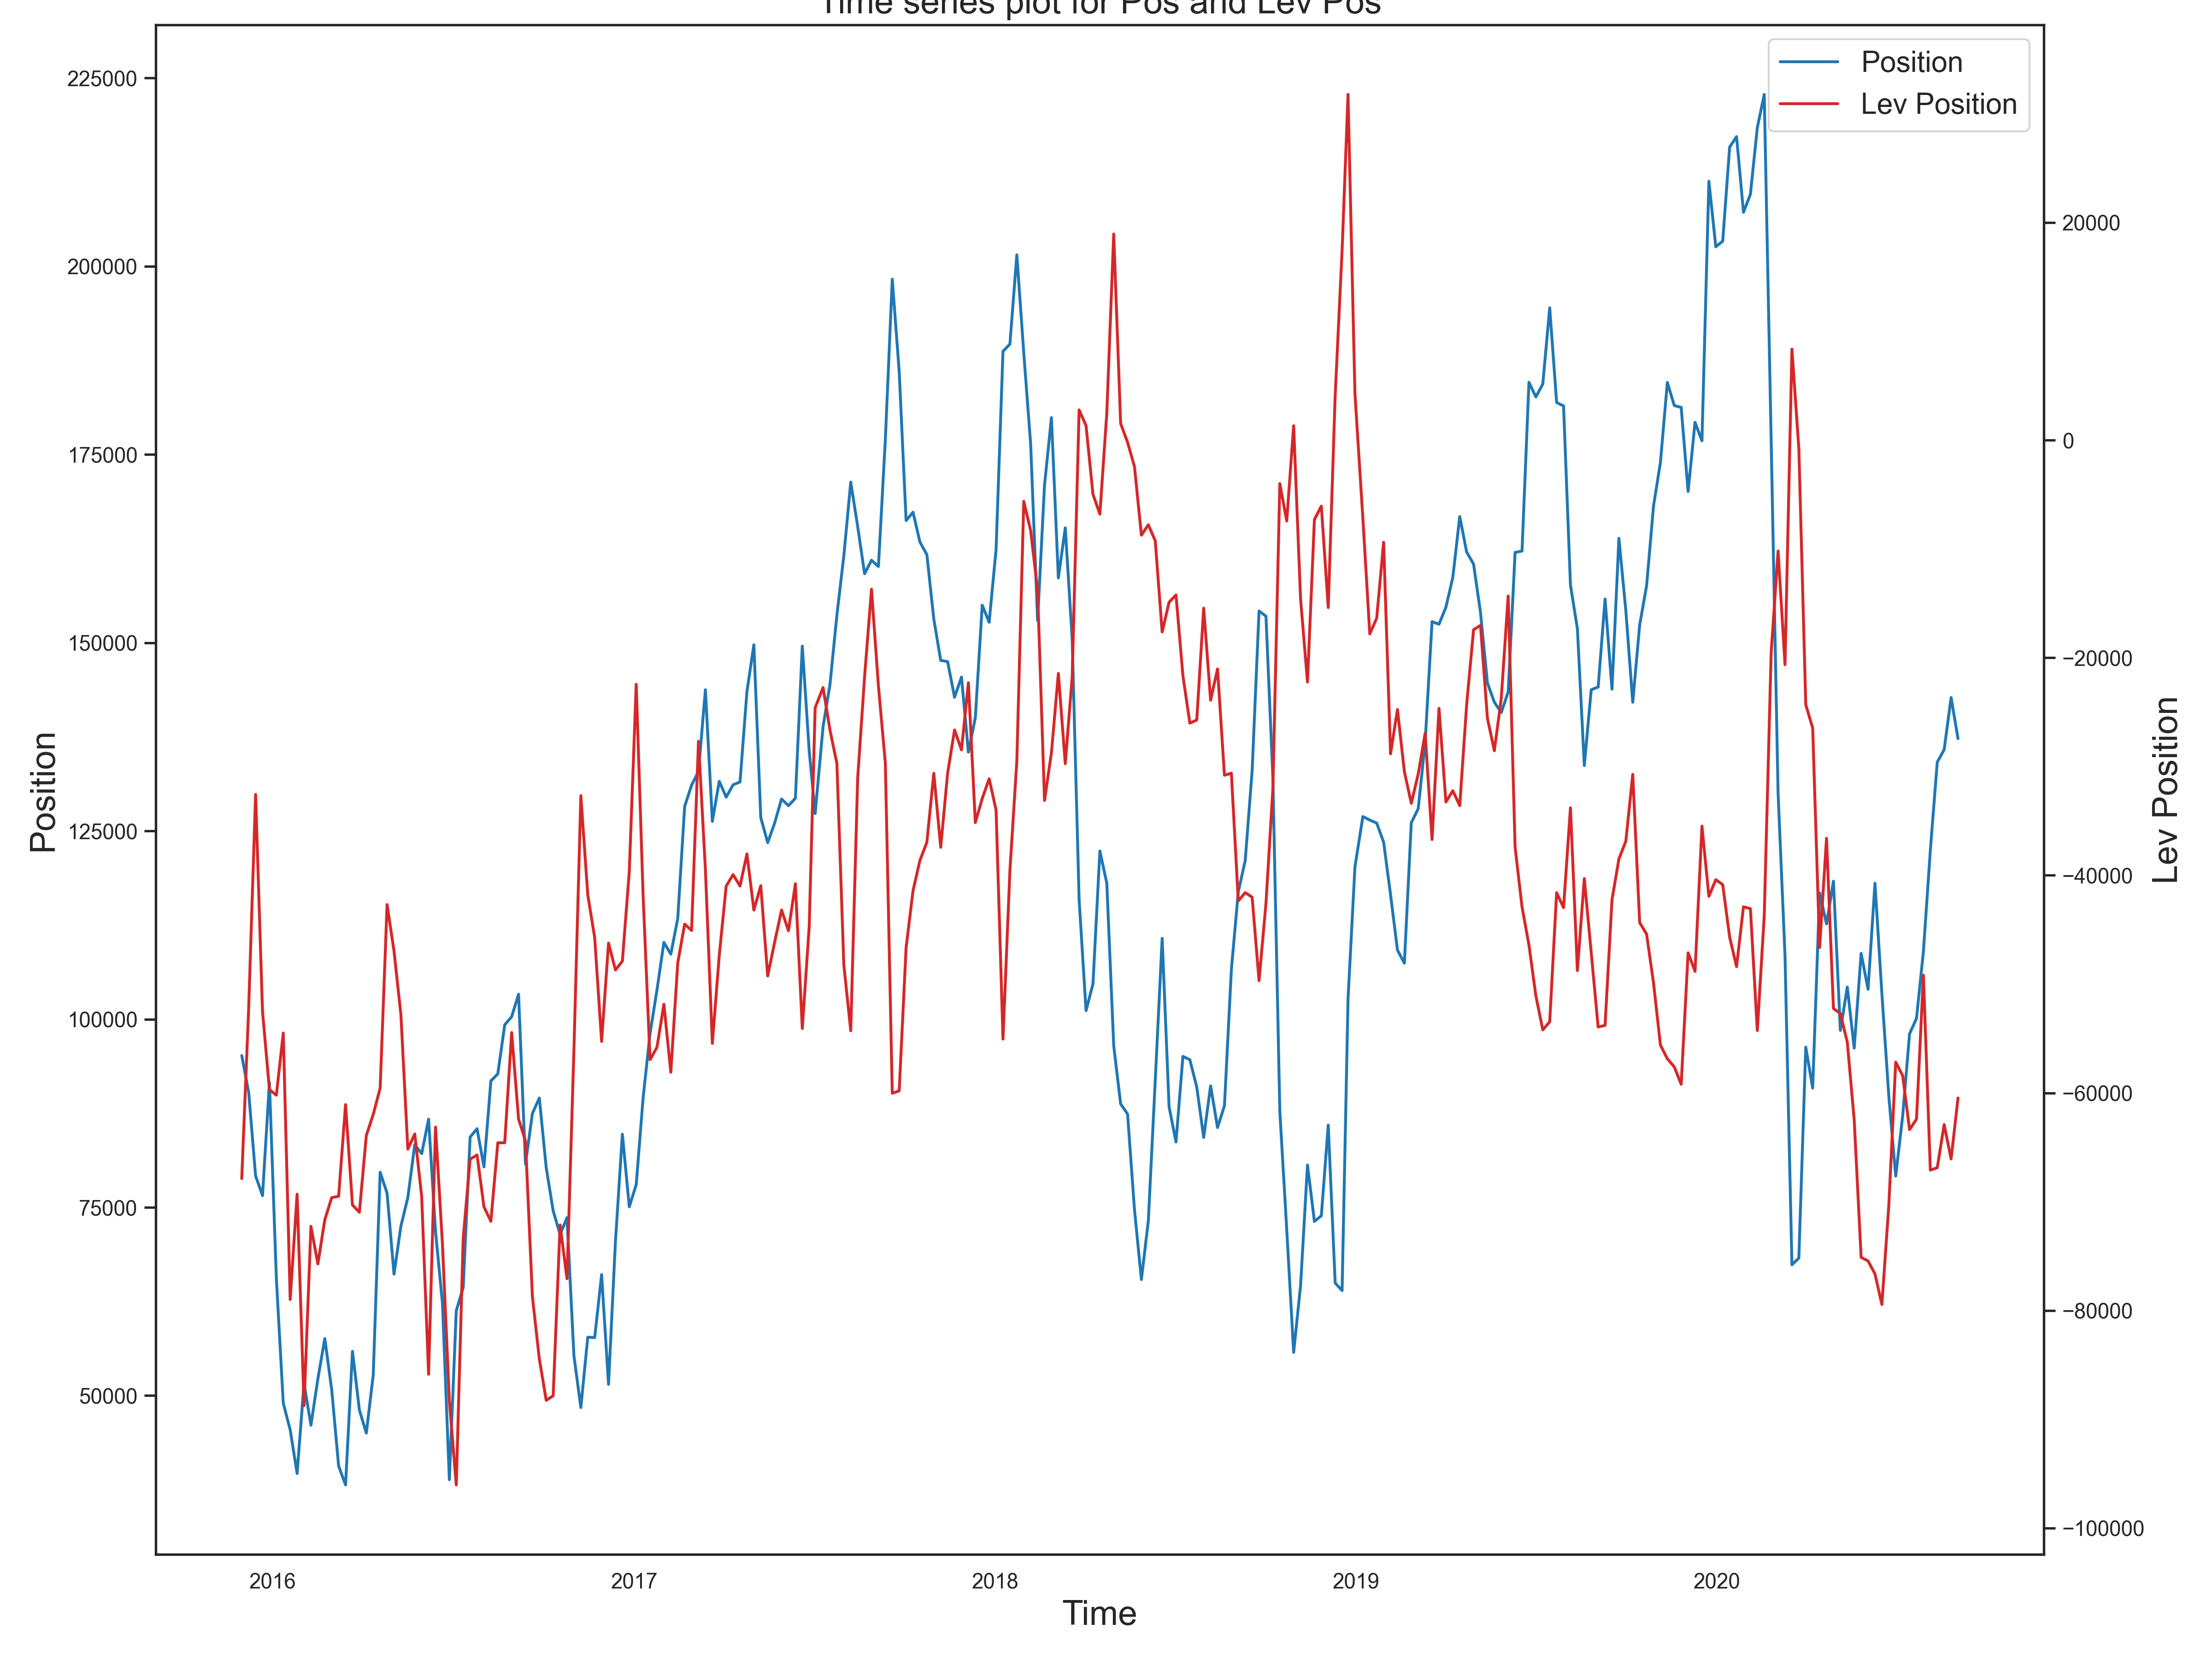 Time series plot for Pos and Lev Pos
Position
Lev Position
225000
200000
175000
150000
125000
100000
75000
50000
Position
20000
0
−20000
−40000
−60000
−80000
−100000
Lev Position
2016 2017 2018 2019 2020
Time